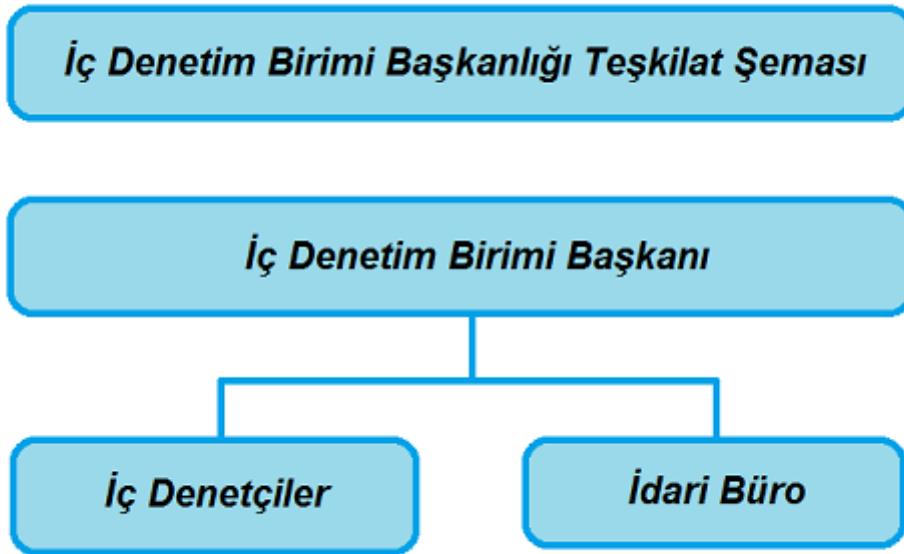 İç Denetim Birimi Başkanlığı Teşkilat Şeması
İç Denetim Birimi Başkanı
İç Denetçiler
İdari Büro